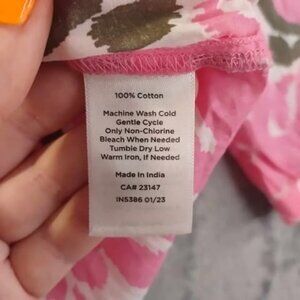 100% Cotton
Machine Wash Cold
Gentle Cycle
Only Non-Chlorine
Bleach When Needed
Tumble Dry Low
Warm Iron, If Needed
Made In India
CA# 23147
IN5386 01/23